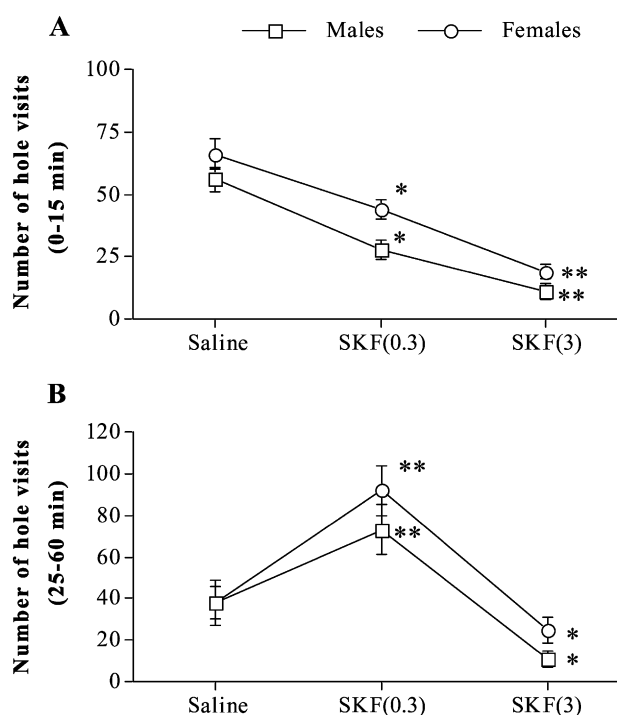 A
Males Females
Number of hole visits
(0-15 min)
100
75
50
25
0
*
*
**
**
Saline SKF(0.3) SKF(3)
B
Number of hole visits
(25-60 min)
120
100
80
60
40
20
0
**
**
*
*
Saline SKF(0.3) SKF(3)